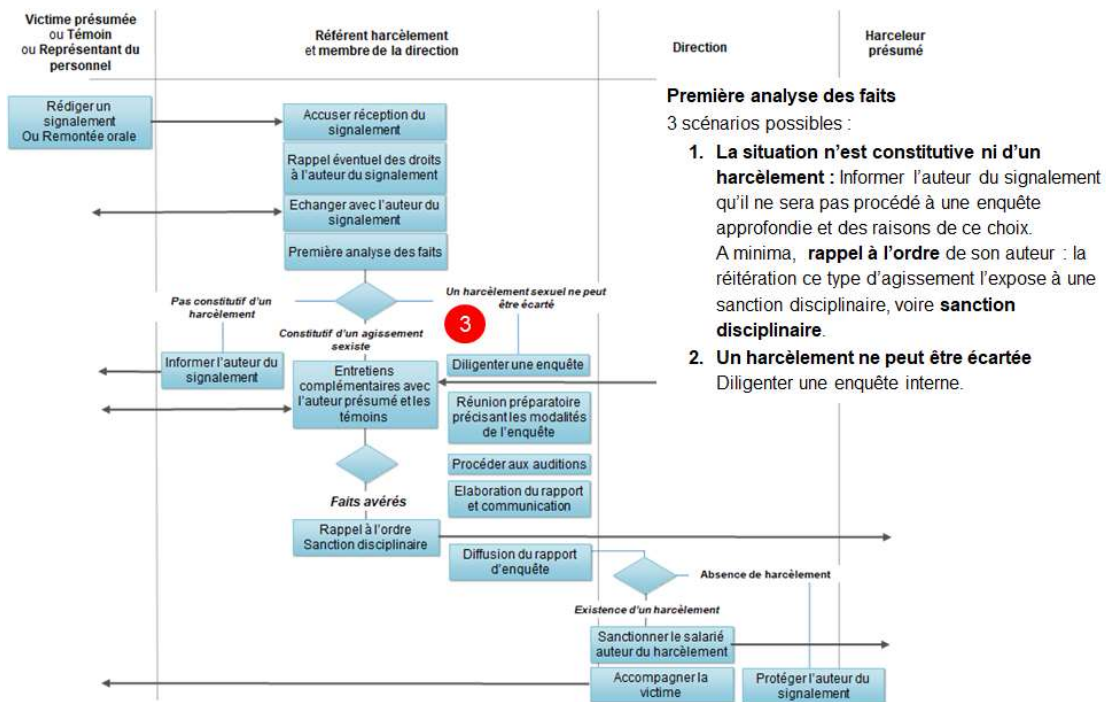 Victime présumée
ou Témoin
ou Représentant du
personnel
Référent harcèlement
et membre de la direction
Direction
Harceleur
présumé
Rédiger un
signalement
Ou Remontée orale
Accuser réception du
signalement
Rappel éventuel des droits
à l'auteur du signalement
Echanger avec l'auteur du
signalement
Première analyse des faits
Pas constitutif d'un
harcèlement
Constitutif d'un agissement
sexiste
Un harcèlement sexuel ne peut
être écarté
3
Informer l'auteur du
signalement
Entretiens
complémentaires avec
l'auteur présumé et les
témoins
Diligenter une enquête
Réunion préparatoire
précisant les modalités
de l'enquête
Procéder aux auditions
Elaboration du rapport
et communication
Faits avérés
Rappel à l'ordre
Sanction disciplinaire
Diffusion du rapport
d'enquête
Absence de harcèlement
Existence d'un harcèlement
Sanctionner le salarié
auteur du harcèlement
Accompagner la
victime
Protéger l'auteur du
signalement
Première analyse des faits
3 scénarios possibles :
1. La situation n'est constitutive ni d'un
harcèlement : Informer l'auteur du signalement
qu'il ne sera pas procédé à une enquête
approfondie et des raisons de ce choix.
A minima, rappel à l'ordre de son auteur : la
réitération ce type d'agissement l'expose à une
sanction disciplinaire, voire sanction
disciplinaire.
2. Un harcèlement ne peut être écartée
Diligenter une enquête interne.